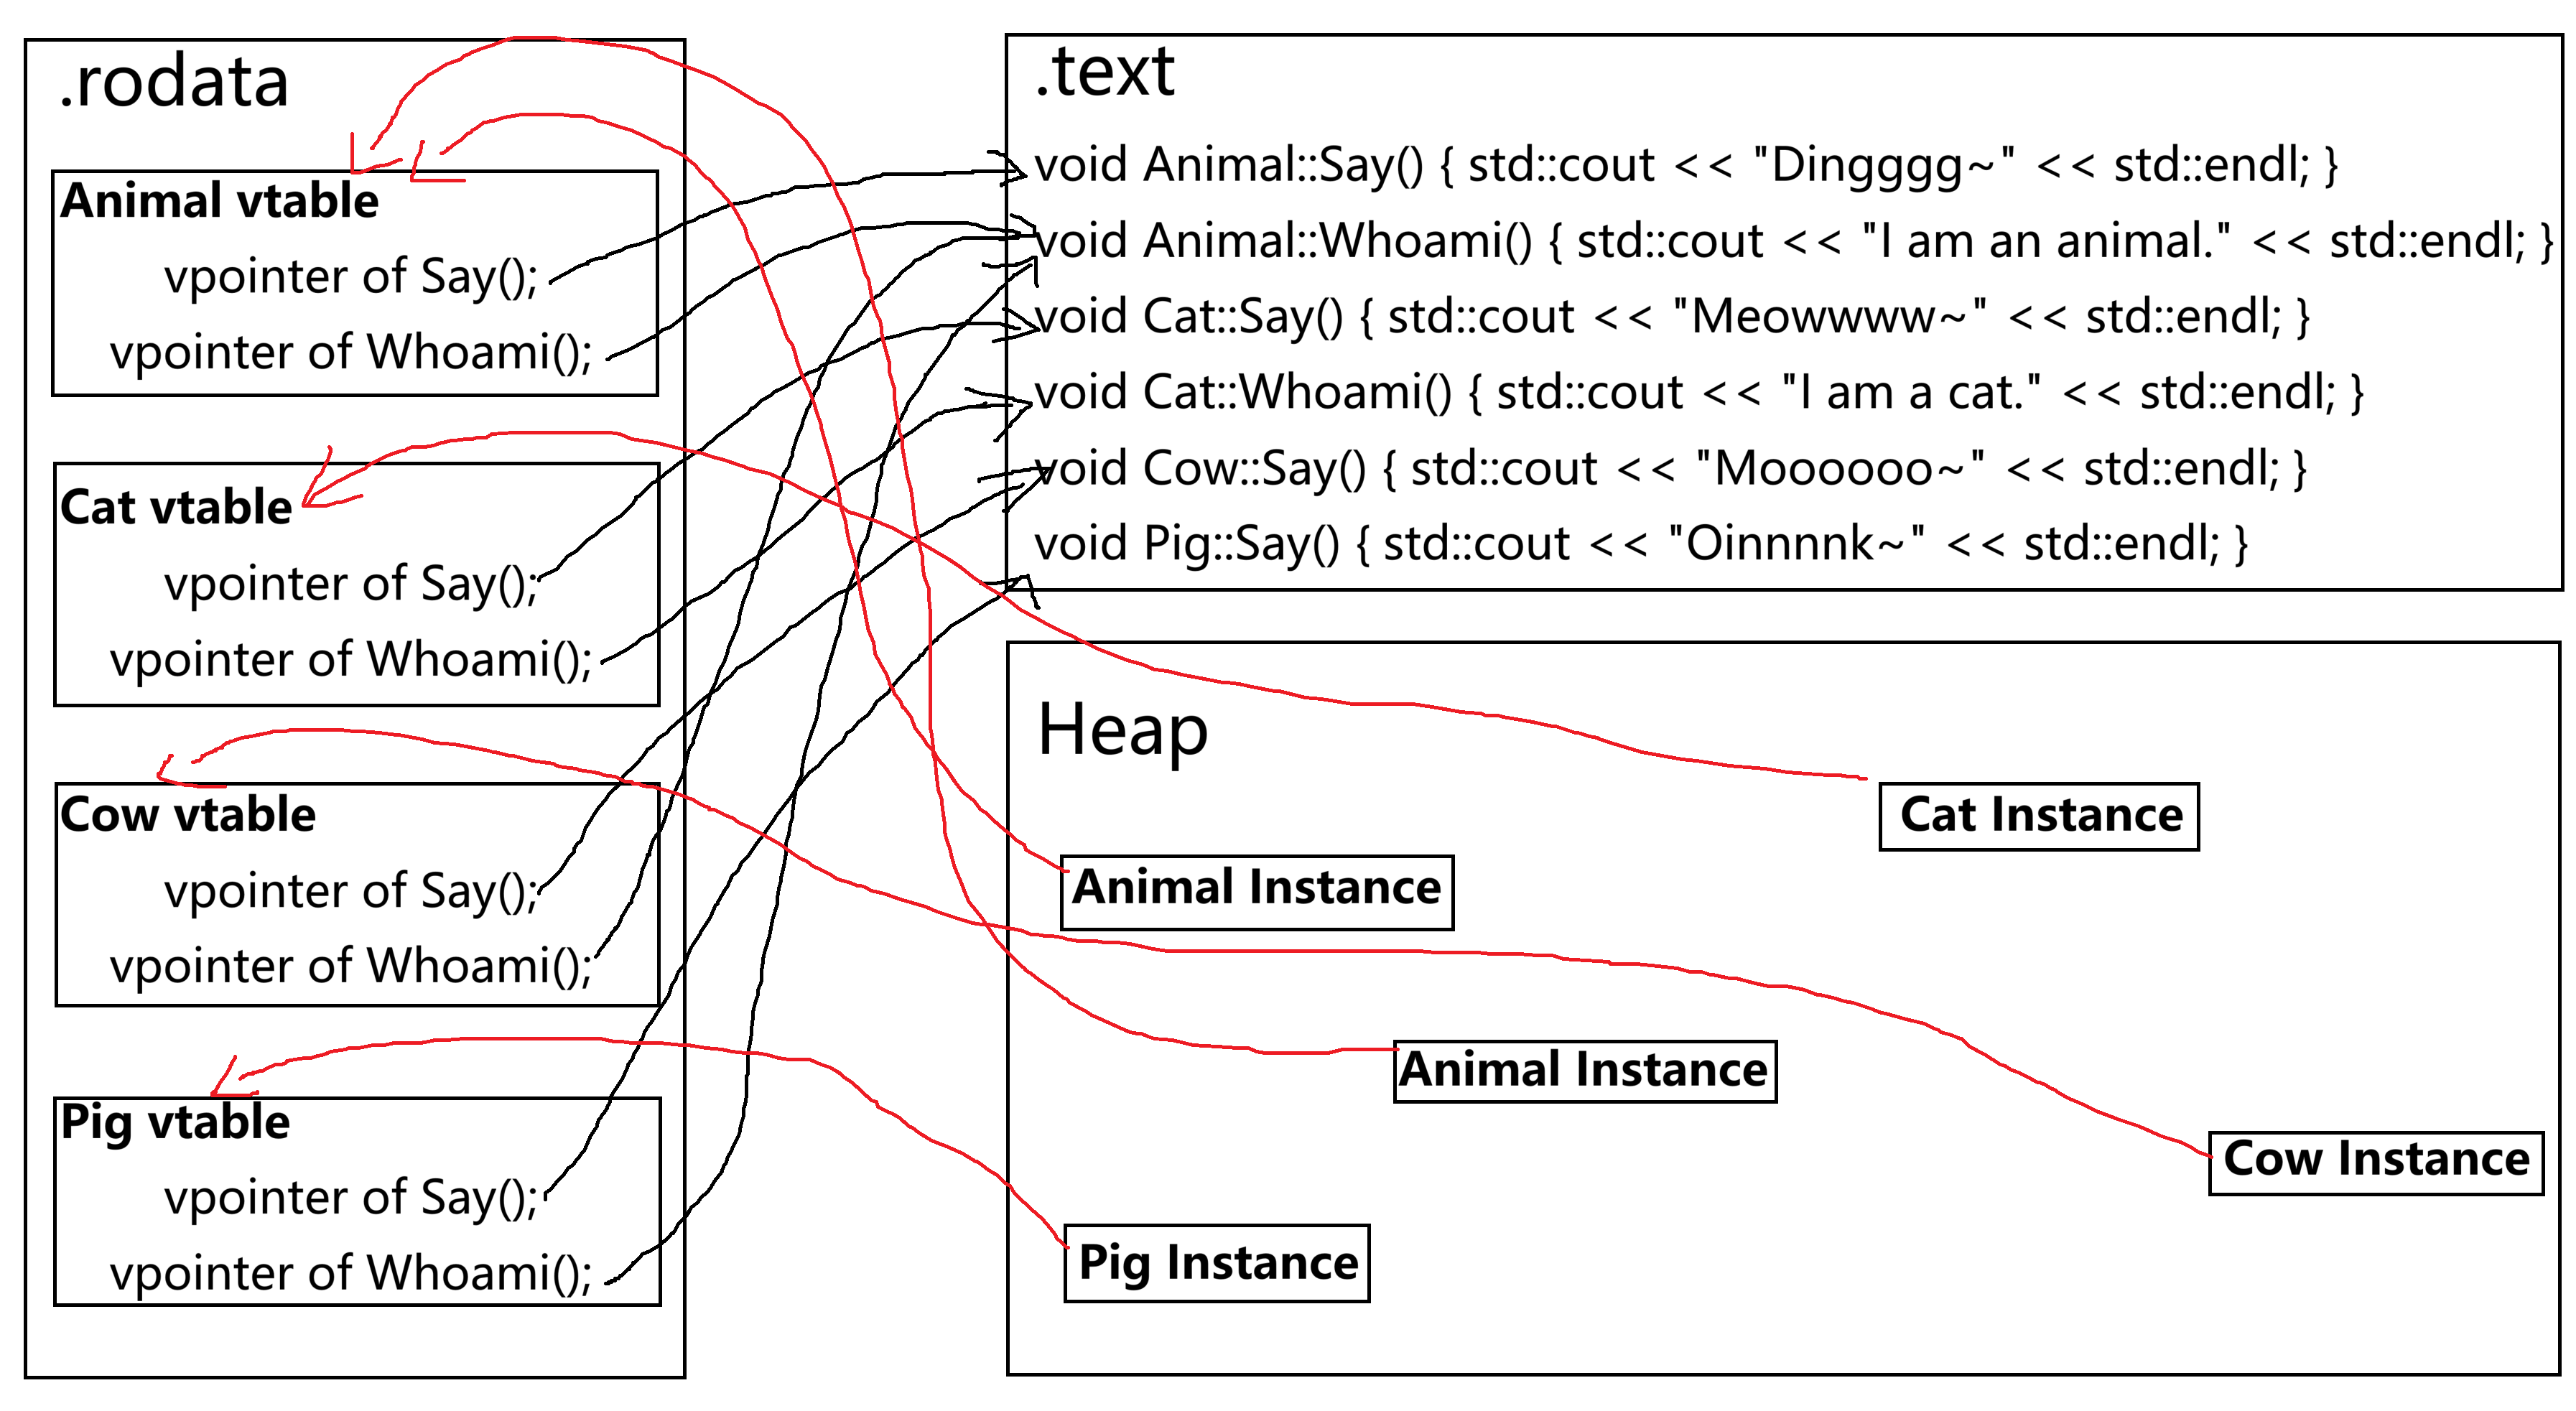 .rodata
Animal vtable
vpointer of Say();
vpointer of Whoami();
Cat vtable
vpointer of Say();
vpointer of Whoami();
Cow vtable
vpointer of Say();
vpointer of Whoami();
Pig vtable
vpointer of Say();
vpointer of Whoami();
.text
void Animal::Say() { std::cout << "Dingggg~" << std::endl; }
void Animal::Whoami() { std::cout << "I am an animal." << std::endl; }
void Cat::Say() { std::cout << "Meowwww~" << std::endl; }
void Cat::Whoami() { std::cout << "I am a cat." << std::endl; }
void Cow::Say() { std::cout << "Moooooo~" << std::endl; }
void Pig::Say() { std::cout << "Oinnnnk~" << std::endl; }
Heap
Cat Instance
Animal Instance
Animal Instance
Cow Instance
Pig Instance